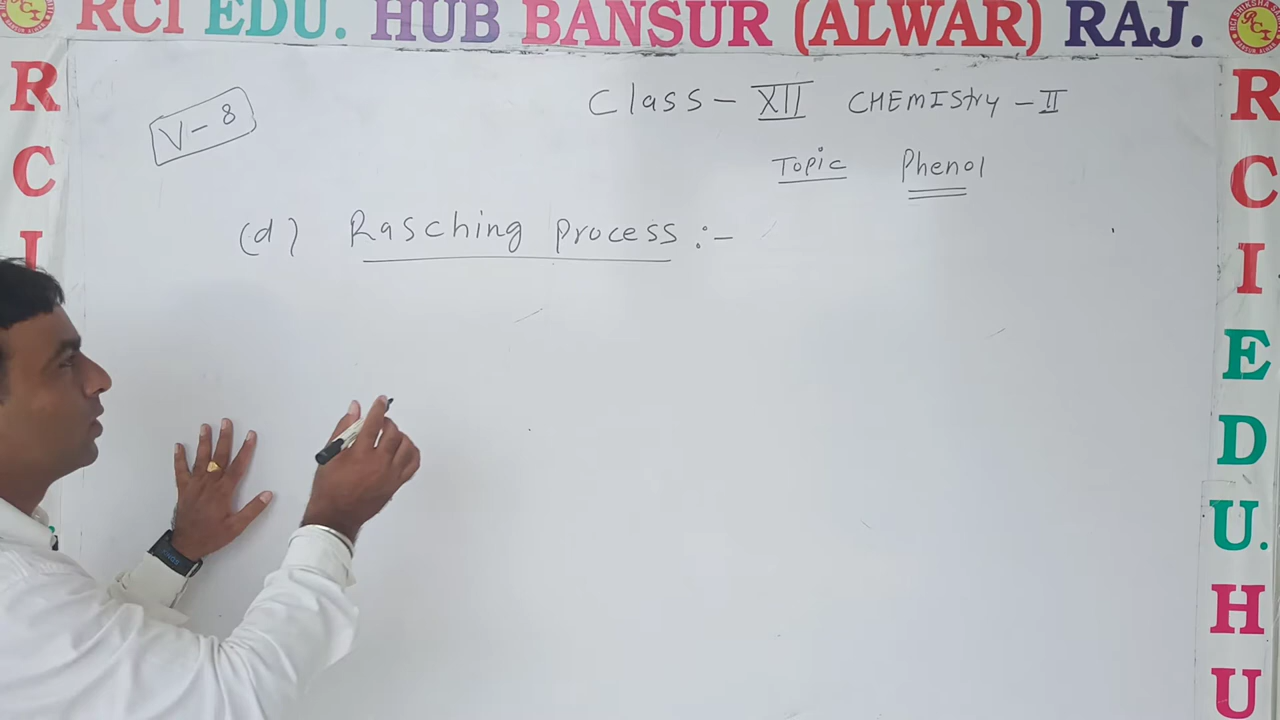 RCI EDU. HUB BANSUR (ALWAR) RAJ.
R
C
I
V-8
Class- XII CHEMIStry - II
Topic Phenol
(d) Rasching Process :-
R
C
I
E
D
U.
H
U